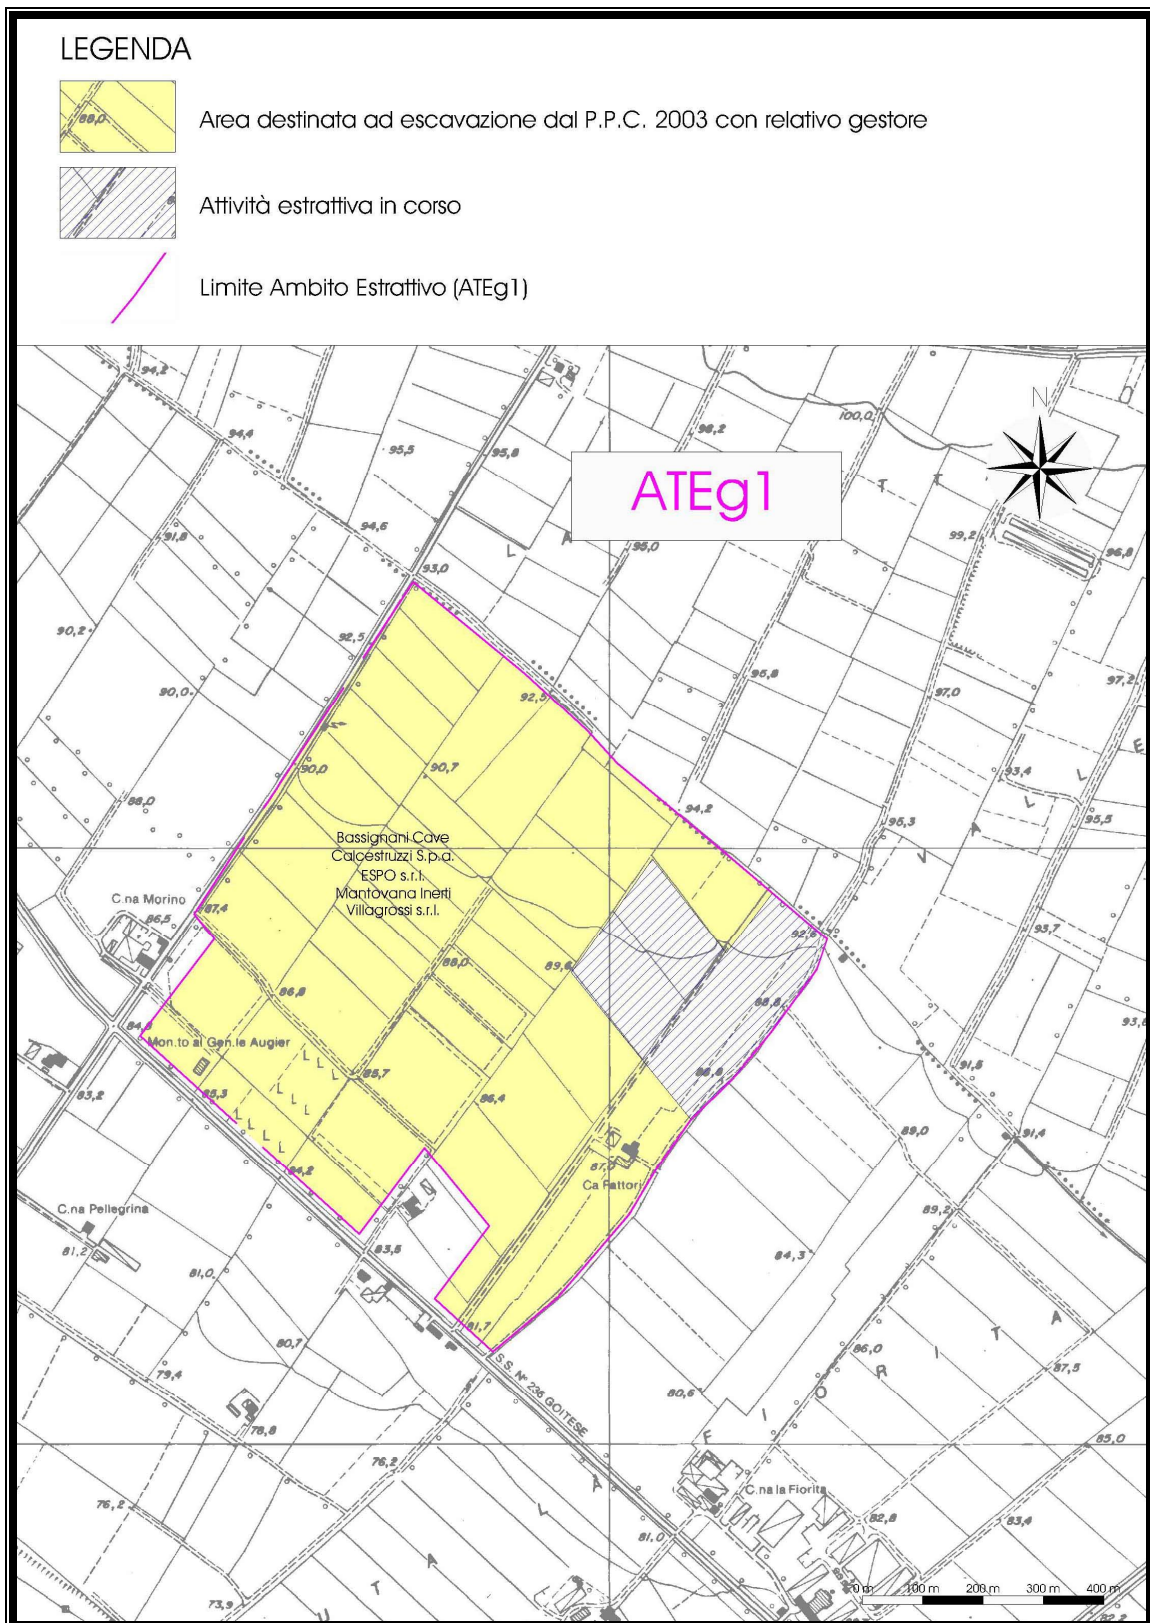 LEGENDA
88,0
Area destinata ad escavazione dal P.P.C. 2003 con relativo gestore
Attività estrattiva in corso
Limite Ambito Estrattivo (ATEg1)
94,2
N
100,0
98,2
94,4
95,5
95,8
ATEg1
T T
94,6
91,8
99,2
L A
95,0
96,8
93,0
90,2
92,5
95,8
97,2
90,0
92,5
97,0
E
90,0
90,7
93,4
L
88,0
94,2
L
95,5
95,3
Bassignani Cave
Calcestruzzi S.p.a.
ESPO s.r.l.
Mantovana Inerti
Villagrossi s.r.l.
A
V
C.na Morino
86,5
87,4
92,6
93,7
89,6
88,0
86,8
88,8
93,6
Mon.to al Gen.le Augier
L L
L L
85,7
88,8
91,5
85,3
83,2
L L L
86,4
L L L L
89,0
91,4
84,2
87,0
Ca Fattori
C.na Pellegrina
89,2
81,2
83,5
84,3
81,0
A
T
81,7
80,7
I
86,0
87,5
S.S. N° 236 GOITESE
79,4
R
80,6
O
78,8
I
F
85,0
76,2
À
C.na la Fiorita
76,2
L
82,8
83,4
81,0
A
T
0 m 100 m 200 m 300 m 400 m
73,9
U
82,2